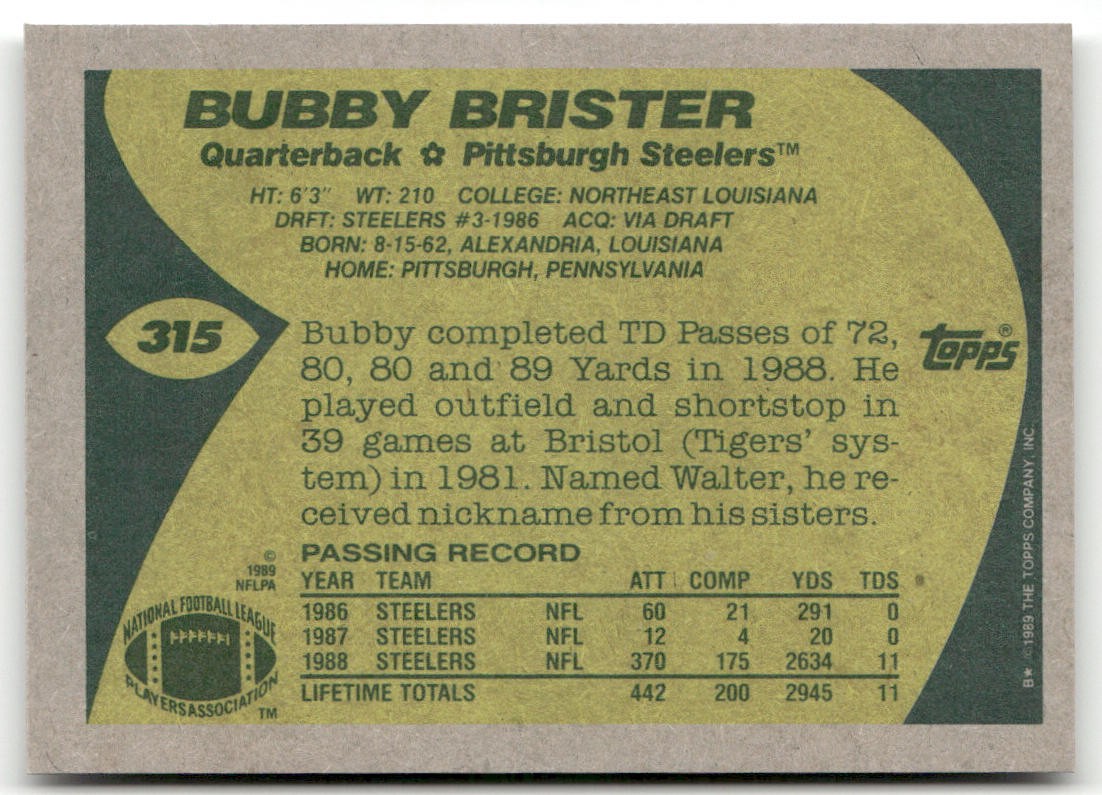 BUBBY BRISTER
Quarterback ✿ Pittsburgh Steelers™
HT: 6'3" WT: 210 COLLEGE: NORTHEAST LOUISIANA
DRFT: STEELERS #3-1986 ACQ: VIA DRAFT
BORN: 8-15-62, ALEXANDRIA, LOUISIANA
HOME: PITTSBURGH, PENNSYLVANIA
315
Bubby completed TD Passes of 72,
80, 80 and 89 Yards in 1988. He
played outfield and shortstop in
39 games at Bristol (Tigers' sys-
tem) in 1981. Named Walter, he re-
ceived nickname from his sisters.
topps®
PASSING RECORD
YEAR TEAM ATT COMP YDS TDS
1986 STEELERS NFL 60 21 291 0
1987 STEELERS NFL 12 4 20 0
1988 STEELERS NFL 370 175 2634 11
LIFETIME TOTALS 442 200 2945 11
©
1989
NFLPA
NATIONAL FOOTBALL LEAGUE
PLAYERS ASSOCIATION
TM
B* ©1989 THE TOPPS COMPANY, INC.